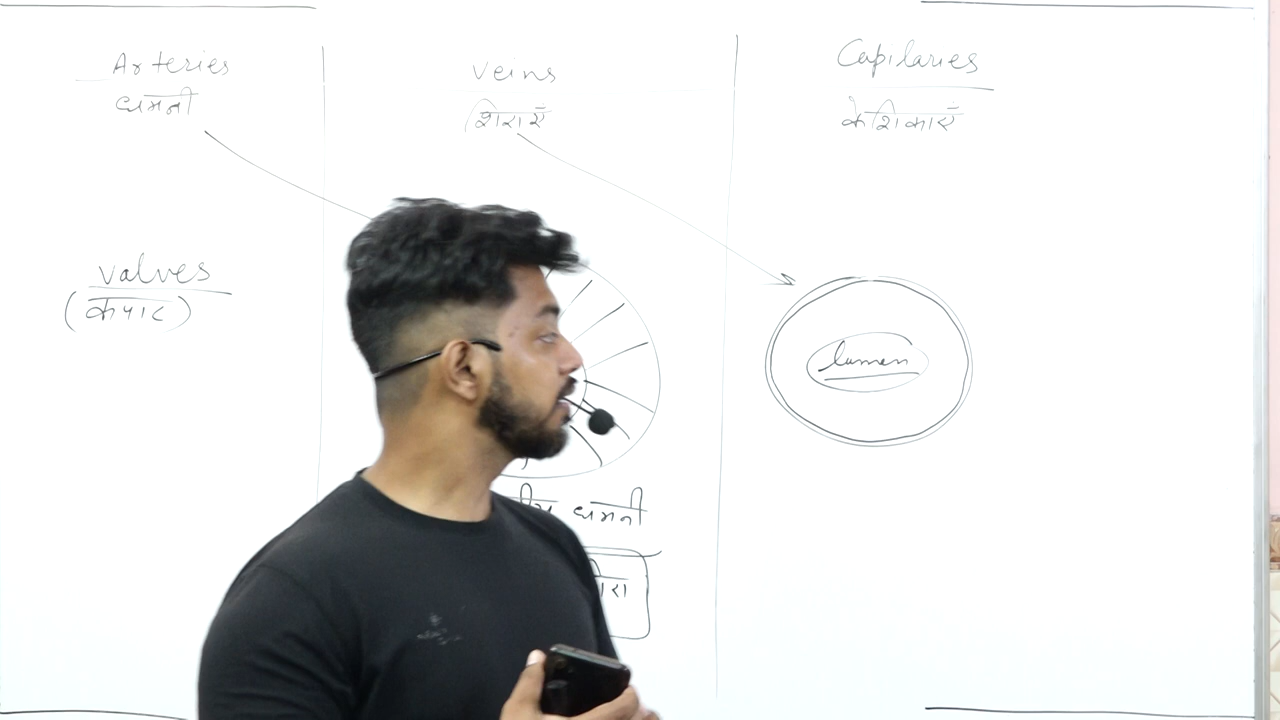 Arteries
धमनी
Veins
शिराएँ
Capilaries
केशिकाएँ
valves
(कपाट)
lumen
धमनी